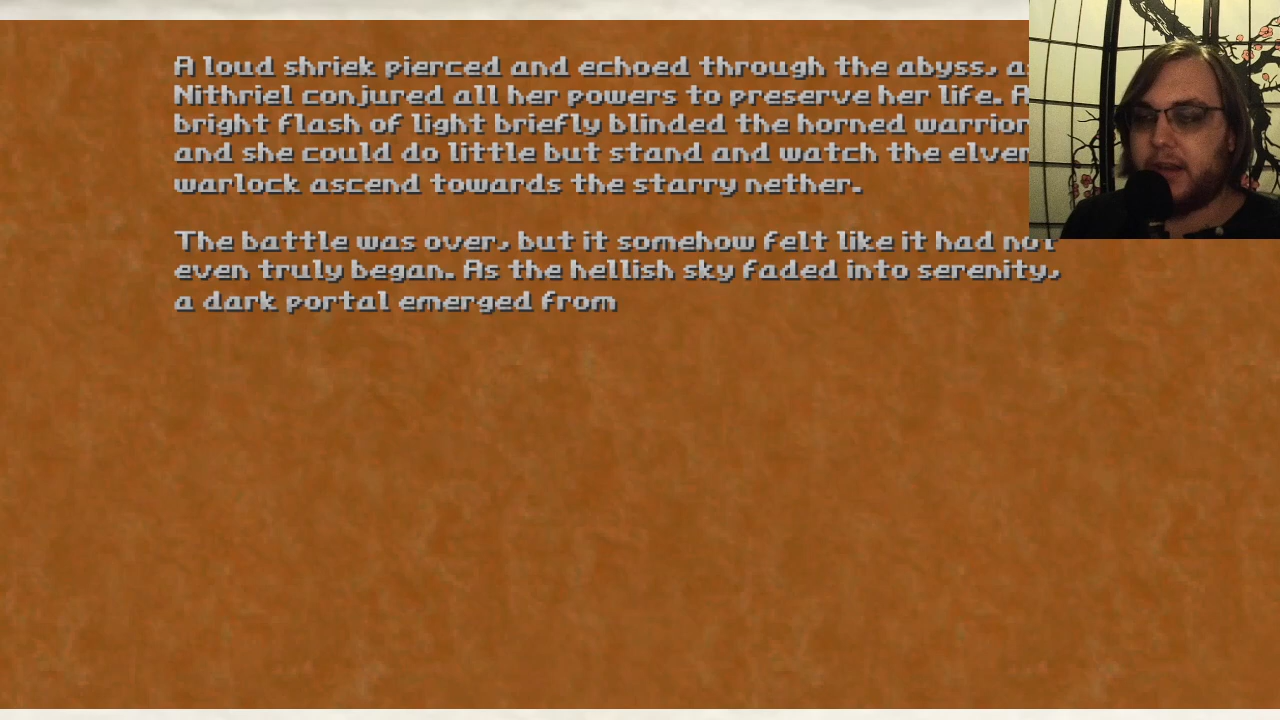 A loud shriek pierced and echoed through the abyss, as
Nithriel conjured all her powers to preserve her life. A
bright flash of light briefly blinded the horned warrior
and she could do little but stand and watch the elven
warlock ascend towards the starry nether.
The battle was over, but it somehow felt like it had not
even truly began. As the hellish sky faded into serenity,
a dark portal emerged from